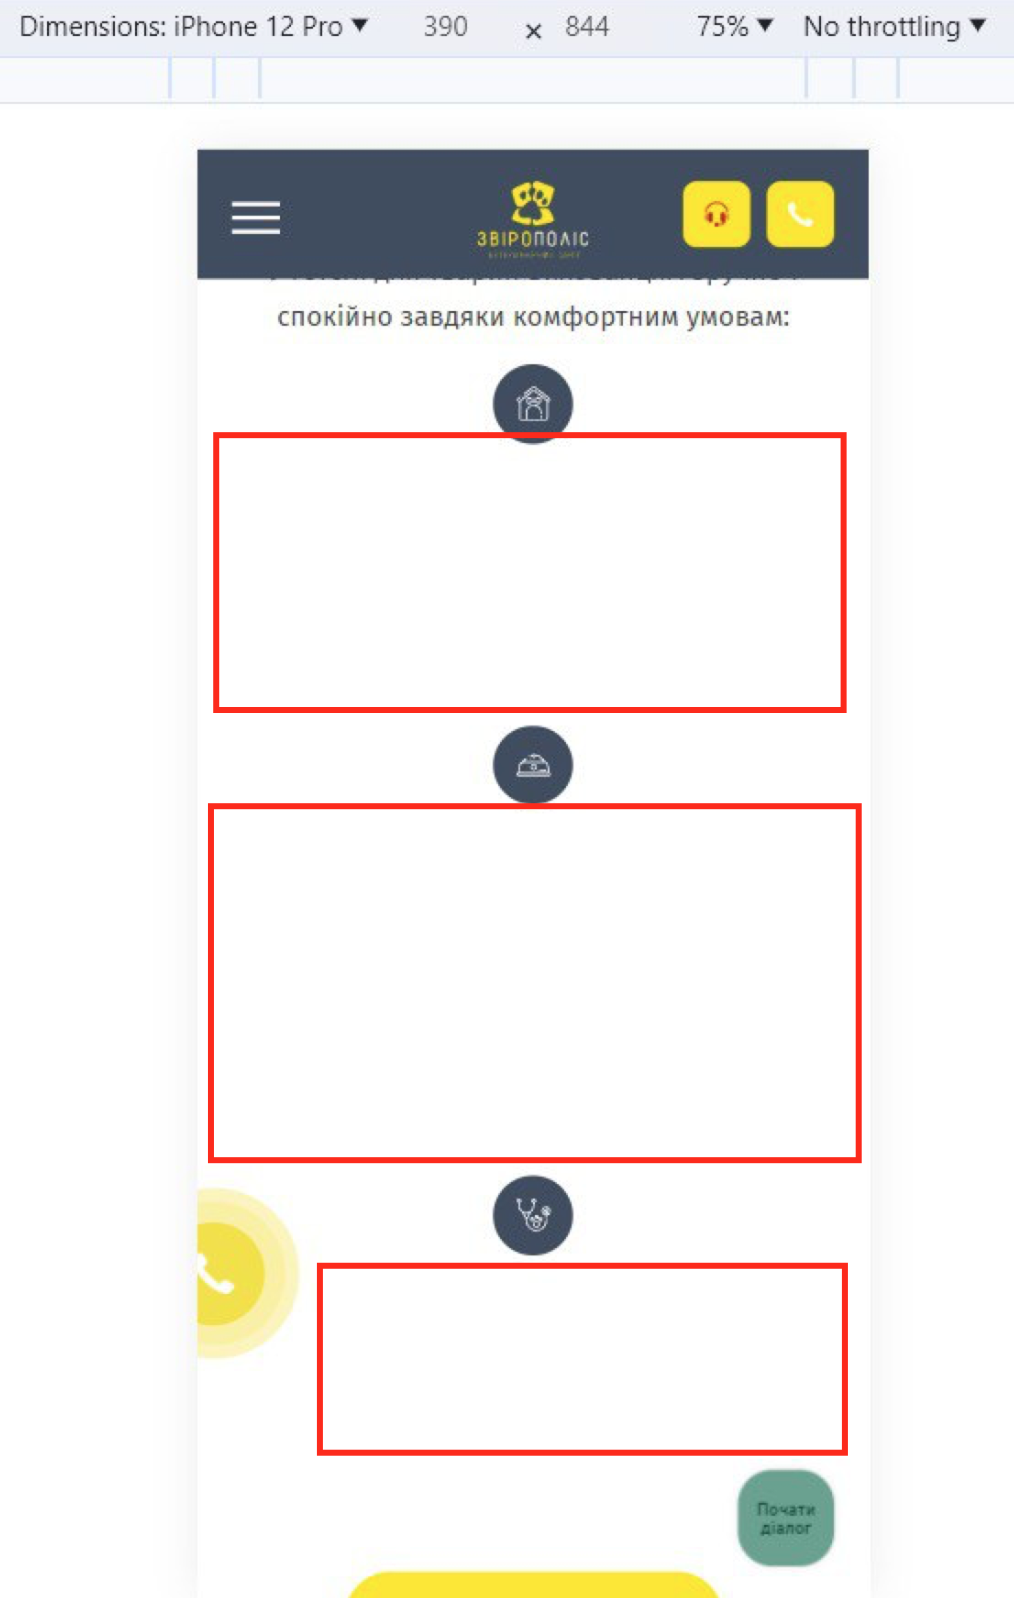 Dimensions: iPhone 12 Pro ▼ 390 × 844 75% ▼ No throttling ▼
ЗВІРОПОЛІС
спокійно завдяки комфортним умовам:
Почати
діалог